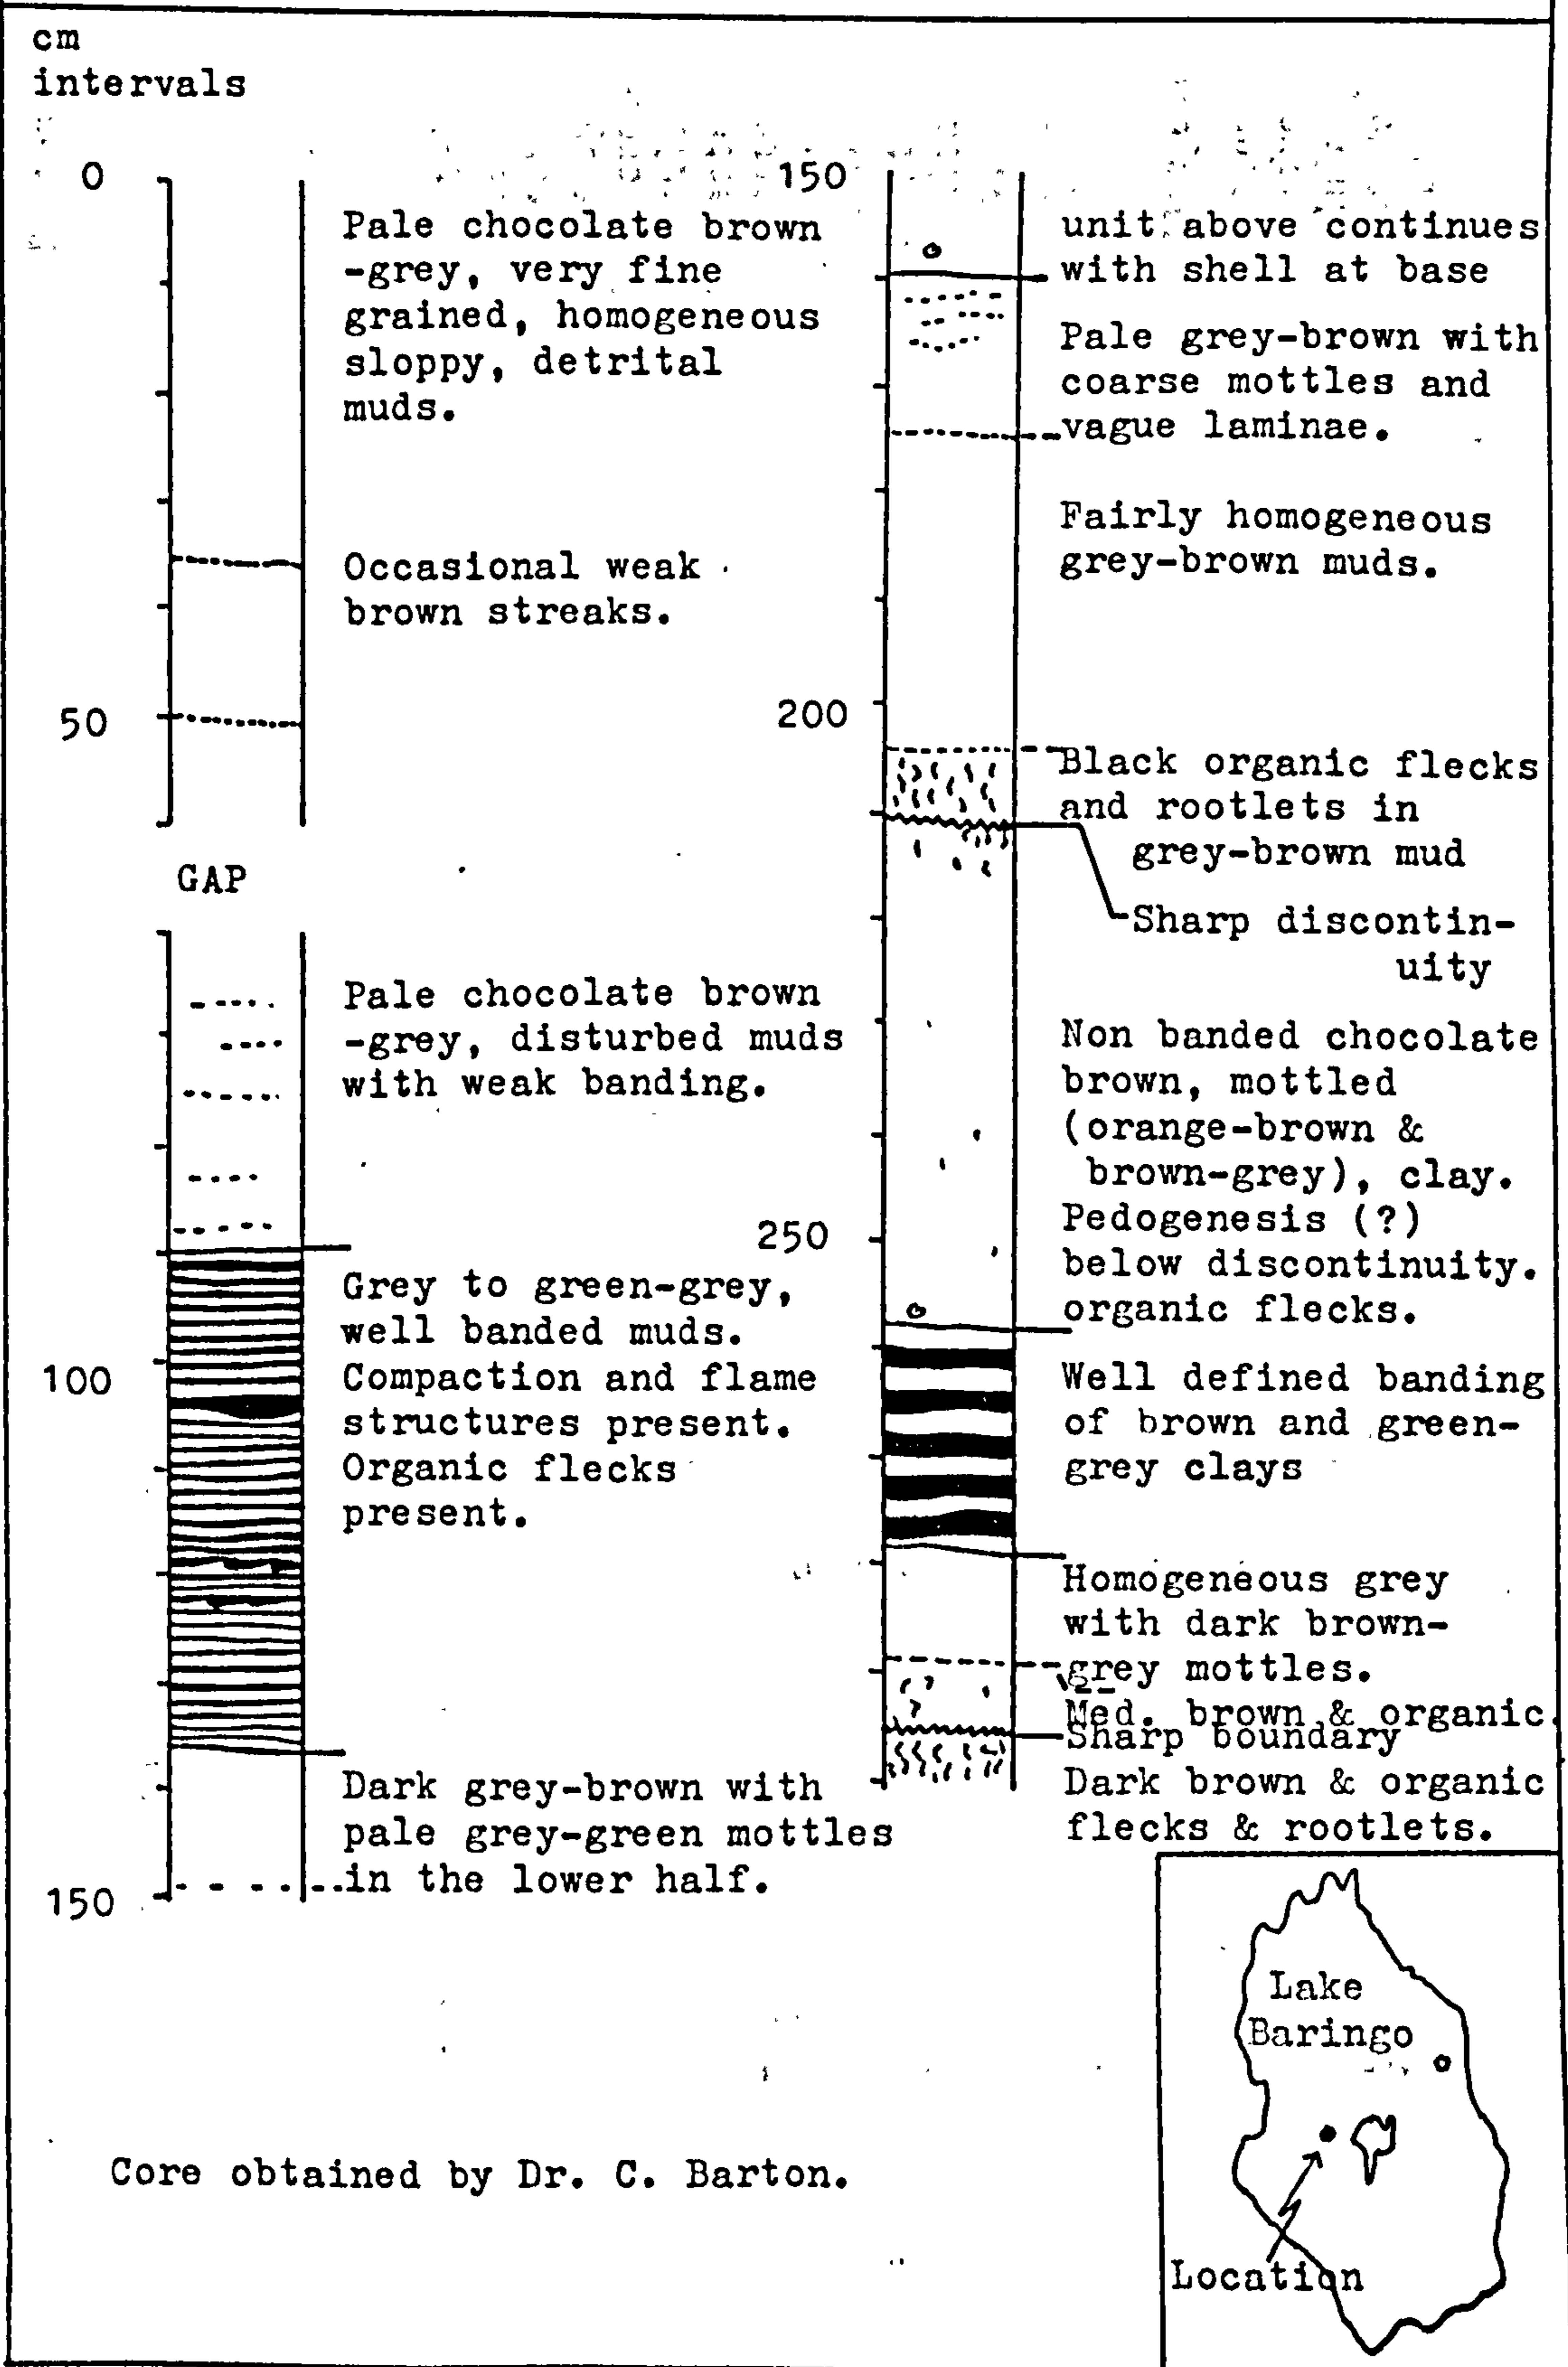 cm
intervals
0
Pale chocolate brown
-grey, very fine
grained, homogeneous
sloppy, detrital
muds.
Occasional weak
brown streaks.
50
GAP
Pale chocolate brown
-grey, disturbed muds
with weak banding.
Grey to green-grey,
well banded muds.
100
Compaction and flame
structures present.
Organic flecks
present.
Dark grey-brown with
pale grey-green mottles
in the lower half.
150
150
unit above continues
with shell at base
Pale grey-brown with
coarse mottles and
vague laminae.
Fairly homogeneous
grey-brown muds.
200
Black organic flecks
and rootlets in
grey-brown mud
Sharp discontin-
uity
Non banded chocolate
brown, mottled
(orange-brown &
brown-grey), clay.
Pedogenesis (?)
250
below discontinuity.
organic flecks.
Well defined banding
of brown and green-
grey clays
Homogeneous grey
with dark brown-
grey mottles.
Med. brown & organic.
Sharp boundary
Dark brown & organic
flecks & rootlets.
Lake
Baringo
Location
Core obtained by Dr. C. Barton.